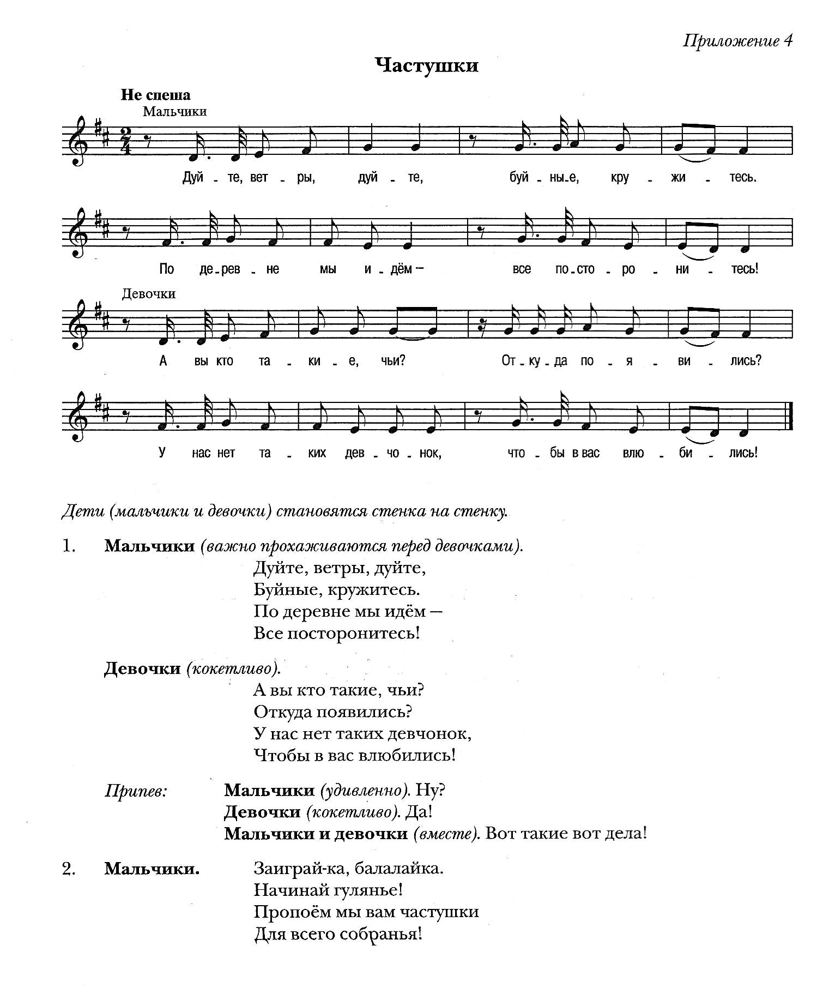 Приложение 4
Частушки
Не спеша
Мальчики
2/4
Дуй - те, вет - ры, дуй - те, буй - ны-е, кру - жи - тесь.
По де-рев - не мы и - дём – все по-сто - ро - ни - тесь!
Девочки
А вы кто та - ки - е, чьи? От - ку - да по - я - ви - лись?
У нас нет та - ких дев - чо - нок, что - бы в вас влю - би - лись!
Дети (мальчики и девочки) становятся стенка на стенку.
1. Мальчики (важно прохаживаются перед девочками).
Дуйте, ветры, дуйте,
Буйные, кружитесь.
По деревне мы идём —
Все посторонитесь!
Девочки (кокетливо).
А вы кто такие, чьи?
Откуда появились?
У нас нет таких девчонок,
Чтобы в вас влюбились!
Припев: Мальчики (удивленно). Ну?
Девочки (кокетливо). Да!
Мальчики и девочки (вместе). Вот такие вот дела!
2. Мальчики. Заиграй-ка, балалайка.
Начинай гулянье!
Пропоём мы вам частушки
Для всего собранья!